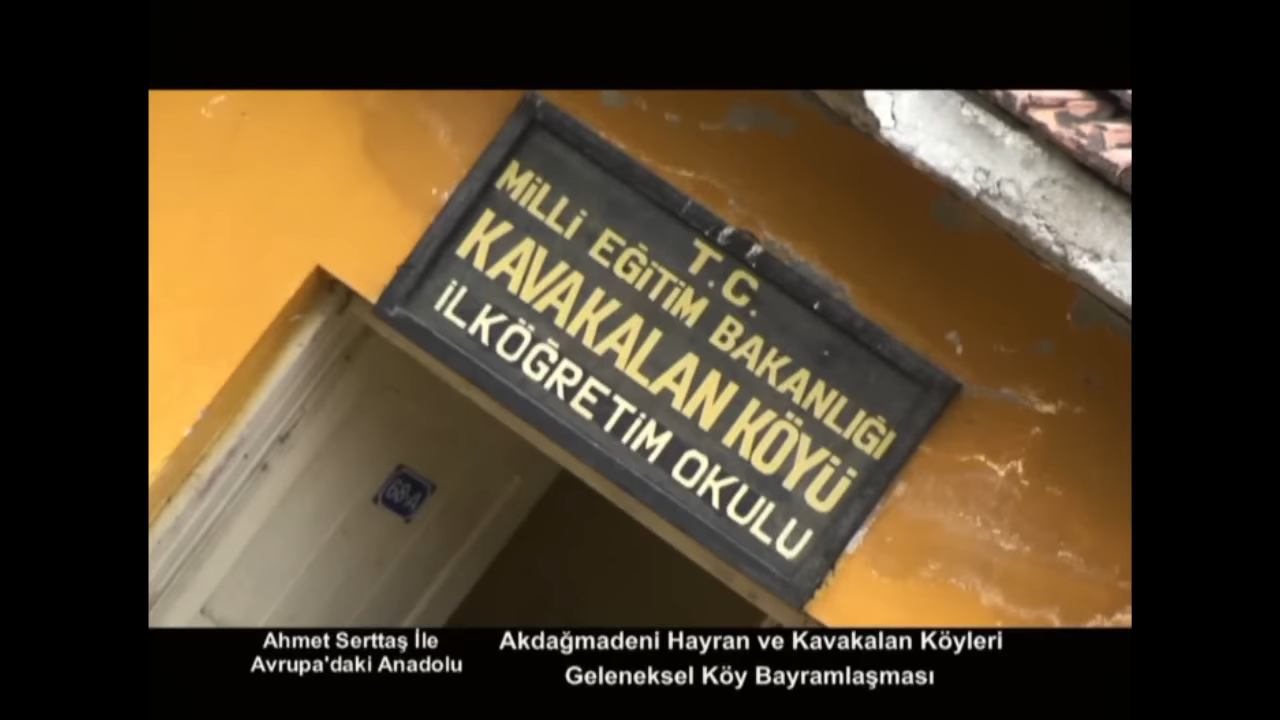 T.C.
MİLLİ EĞİTİM BAKANLIĞI
KAVAKALAN KÖYÜ
İLKÖĞRETİM OKULU
68-A
Ahmet Serttaş İle
Avrupa'daki Anadolu
Akdağmadeni Hayran ve Kavakalan Köyleri
Geleneksel Köy Bayramlaşması